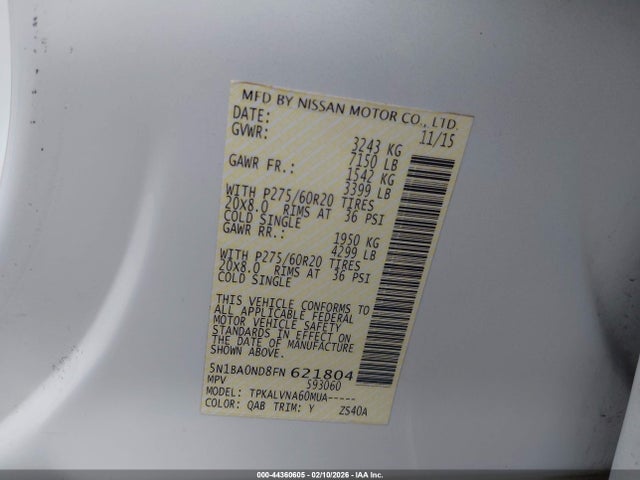 MFD BY NISSAN MOTOR CO., LTD.
DATE: 11/15
GVWR: 3243 KG
7150 LB
GAWR FR.: 1542 KG
3399 LB
WITH P275/60R20 TIRES
20X8.0 RIMS AT 36 PSI
COLD SINGLE
GAWR RR.: 1950 KG
4299 LB
WITH P275/60R20 TIRES
20X8.0 RIMS AT 36 PSI
COLD SINGLE
THIS VEHICLE CONFORMS TO
ALL APPLICABLE FEDERAL
MOTOR VEHICLE SAFETY
STANDARDS IN EFFECT ON
THE DATE OF MANUFACTURE
SHOWN ABOVE.
5N1BA0ND8FN 621804
MPV 593060
MODEL: TPKALVNA60MUA-----
COLOR: QAB TRIM: Y ZS40A
000-44360605 - 02/10/2026 - IAA Inc.